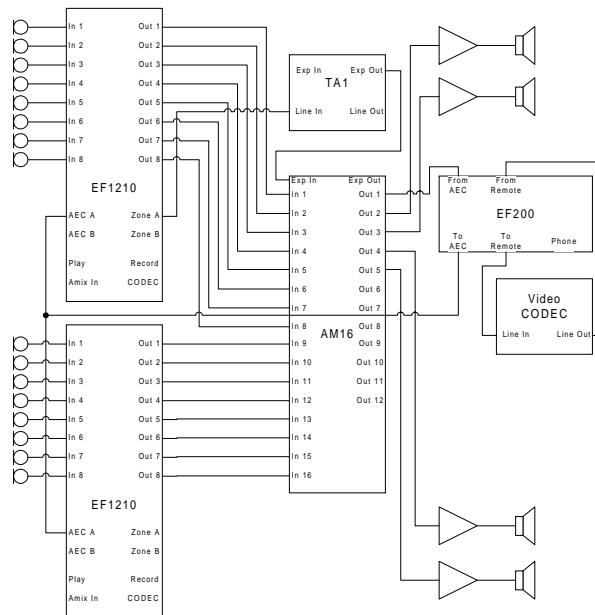 In 1 Out 1
In 2 Out 2
In 3 Out 3
In 4 Out 4
In 5 Out 5
In 6 Out 6
In 7 Out 7
In 8 Out 8
EF1210
AEC A Zone A
AEC B Zone B
Play Record
Amix In CODEC
Exp In Exp Out
TA1
Line In Line Out
Exp In Exp Out
In 1 Out 1
In 2 Out 2
In 3 Out 3
In 4 Out 4
In 5 Out 5
In 6 Out 6
In 7 Out 7
In 8 Out 8
AM16
In 9 Out 9
In 10 Out 10
In 11 Out 11
In 12 Out 12
In 13
In 14
In 15
In 16
From AEC
From Remote
EF200
To AEC
To Remote
Phone
Video
CODEC
Line In Line Out
In 1 Out 1
In 2 Out 2
In 3 Out 3
In 4 Out 4
In 5 Out 5
In 6 Out 6
In 7 Out 7
In 8 Out 8
EF1210
AEC A Zone A
AEC B Zone B
Play Record
Amix In CODEC